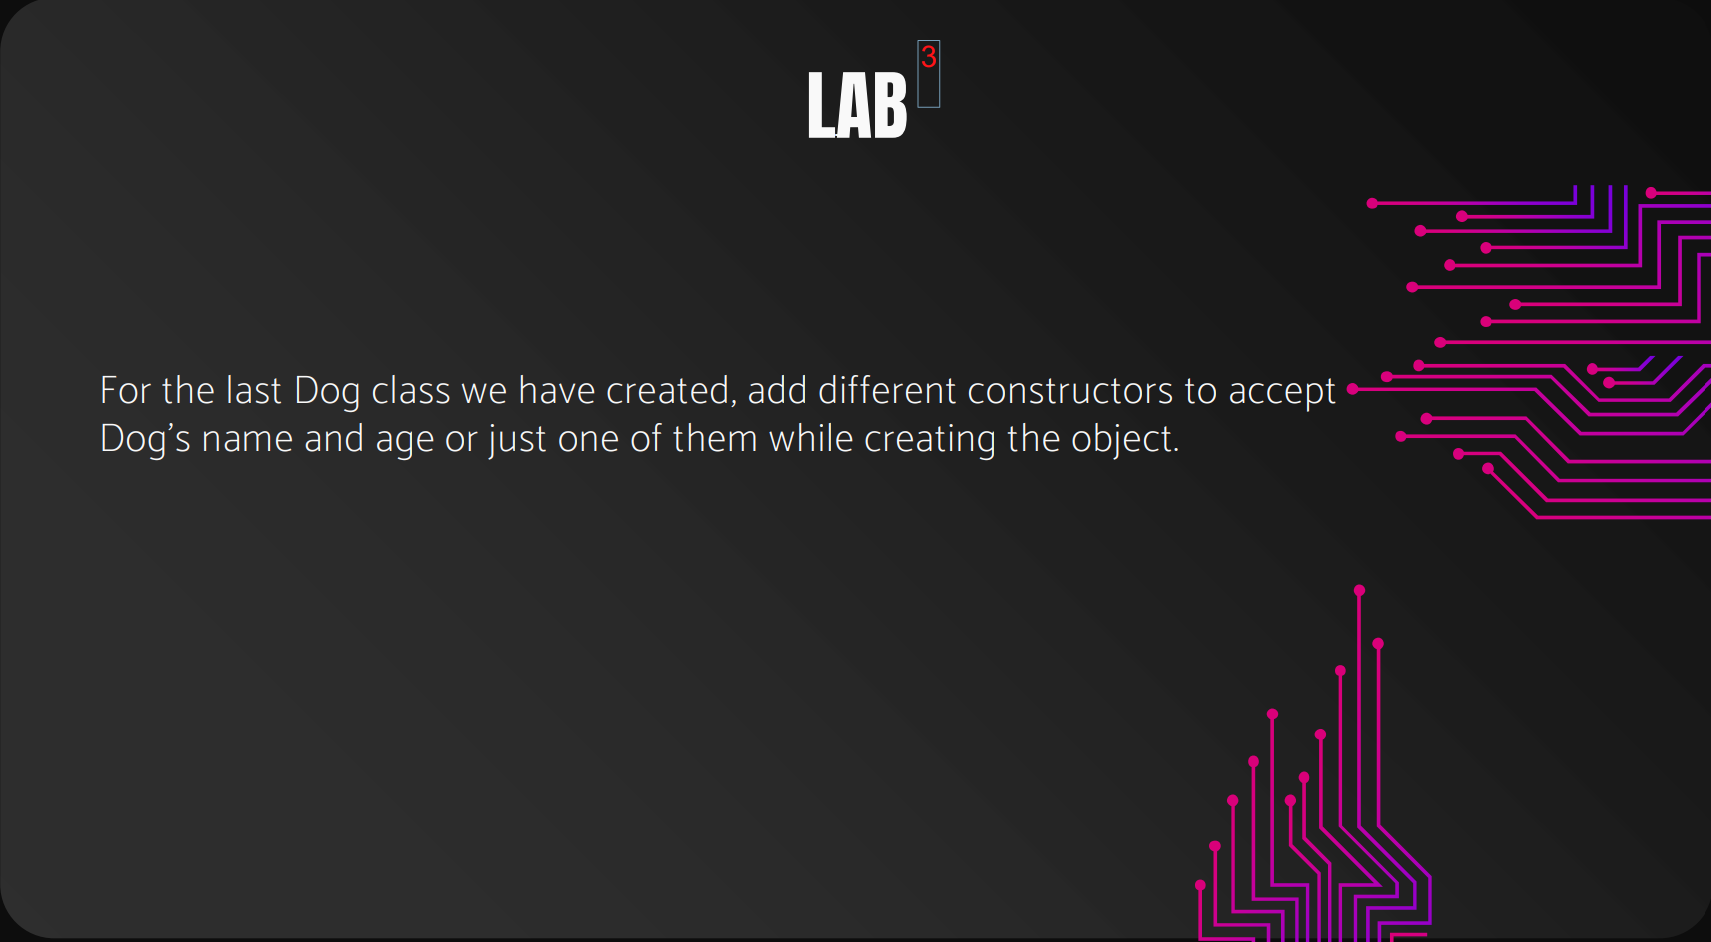 LAB 3
For the last Dog class we have created, add different constructors to accept
Dog’s name and age or just one of them while creating the object.